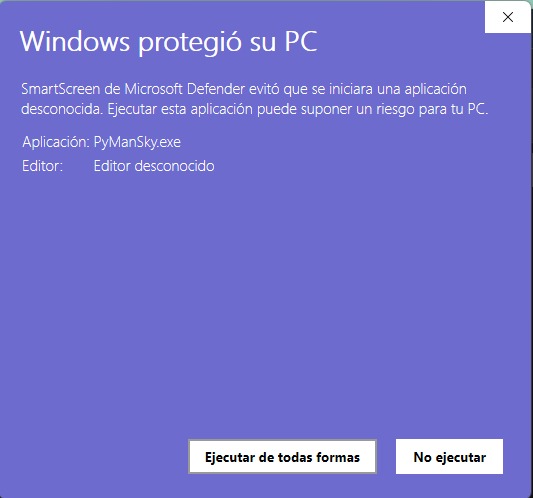 Windows protegió su PC
SmartScreen de Microsoft Defender evitó que se iniciara una aplicación
desconocida. Ejecutar esta aplicación puede suponer un riesgo para tu PC.
Aplicación: PyManSky.exe
Editor: Editor desconocido
Ejecutar de todas formas
No ejecutar